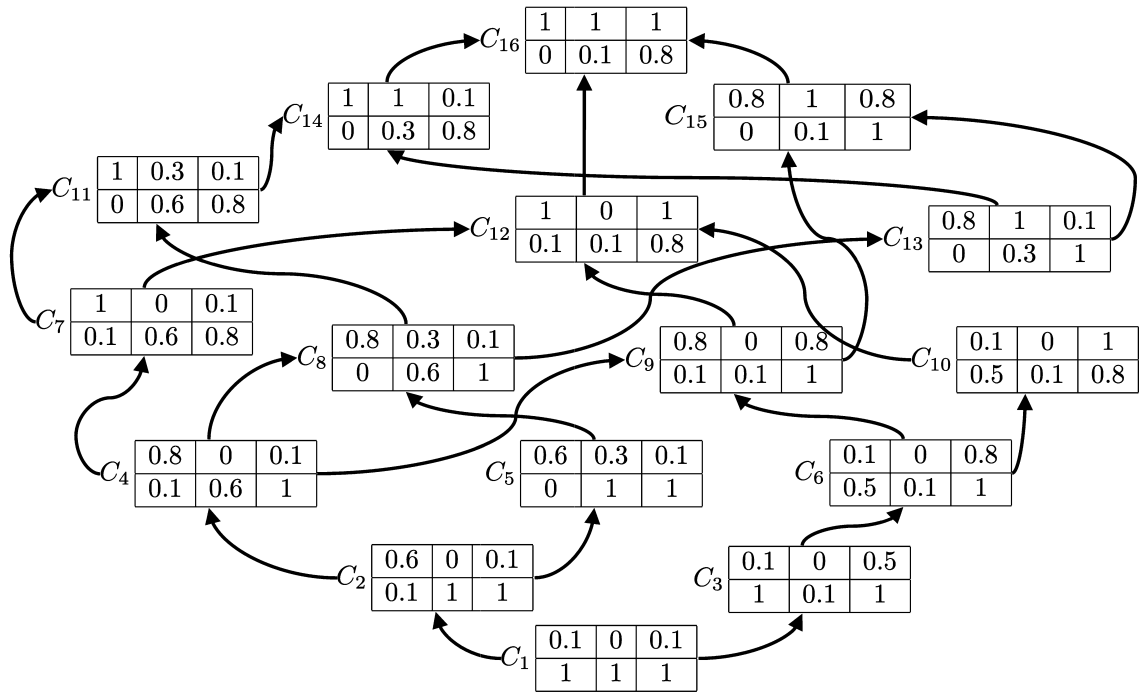 C16 1 1 1
0 0.1 0.8
C14 1 1 0.1
0 0.3 0.8
C15 0.8 1 0.8
0 0.1 1
C11 1 0.3 0.1
0 0.6 0.8
C12 1 0 1
0.1 0.1 0.8
C13 0.8 1 0.1
0 0.3 1
C7 1 0 0.1
0.1 0.6 0.8
C8 0.8 0.3 0.1
0 0.6 1
C9 0.8 0 0.8
0.1 0.1 1
C10 0.1 0 1
0.5 0.1 0.8
C4 0.8 0 0.1
0.1 0.6 1
C5 0.6 0.3 0.1
0 1 1
C6 0.1 0 0.8
0.5 0.1 1
C2 0.6 0 0.1
0.1 1 1
C3 0.1 0 0.5
1 0.1 1
C1 0.1 0 0.1
1 1 1